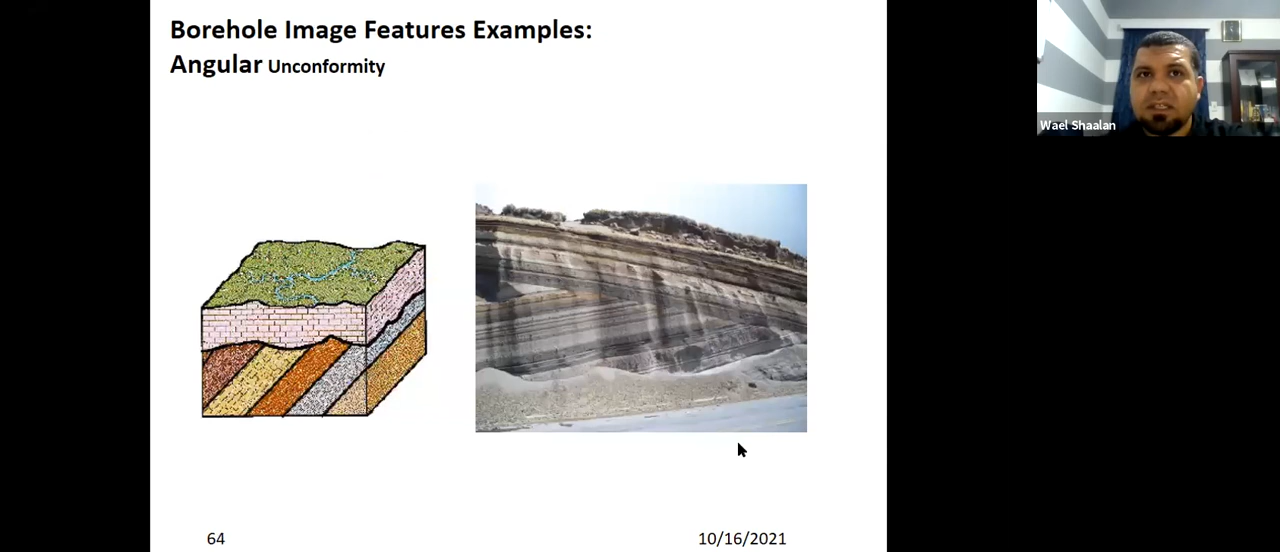 Borehole Image Features Examples:
Angular Unconformity
Wael Shaalan
64
10/16/2021